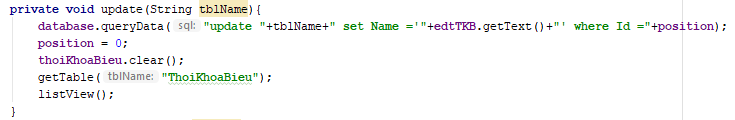 private void update(String tblName){
database.queryData( sql: "update "+tblName+" set Name ='"+edtTKB.getText()+"' where Id ="+position);
position = 0;
thoiKhoaBieu.clear();
getTable( tblName: "ThoiKhoaBieu");
listView();
}